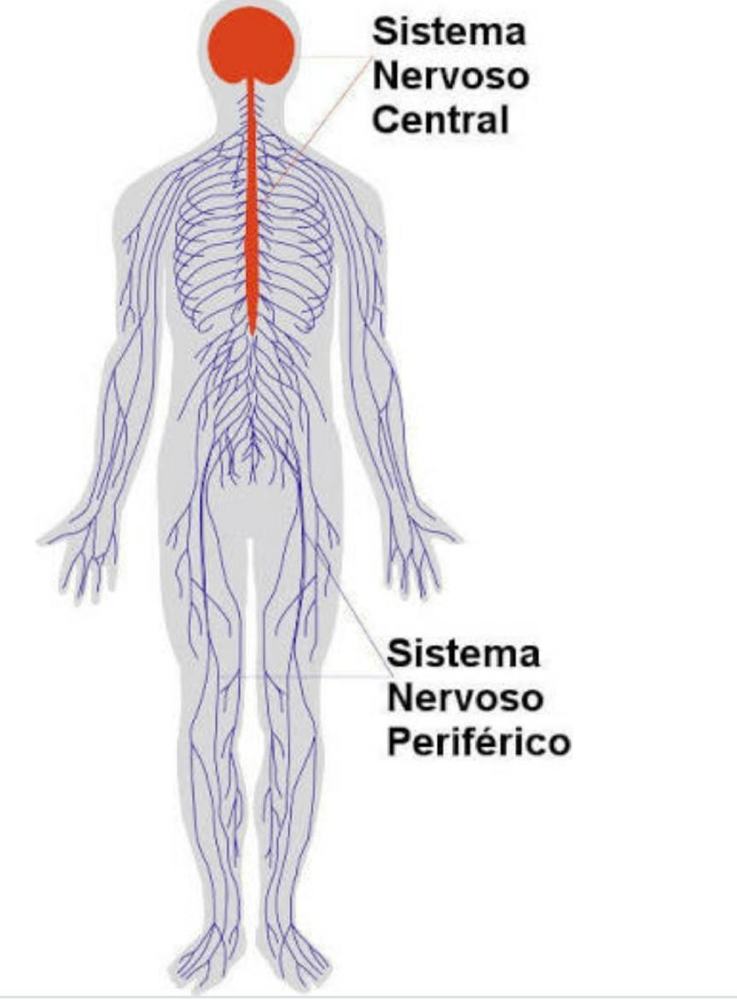 Sistema
Nervoso
Central
Sistema
Nervoso
Periférico